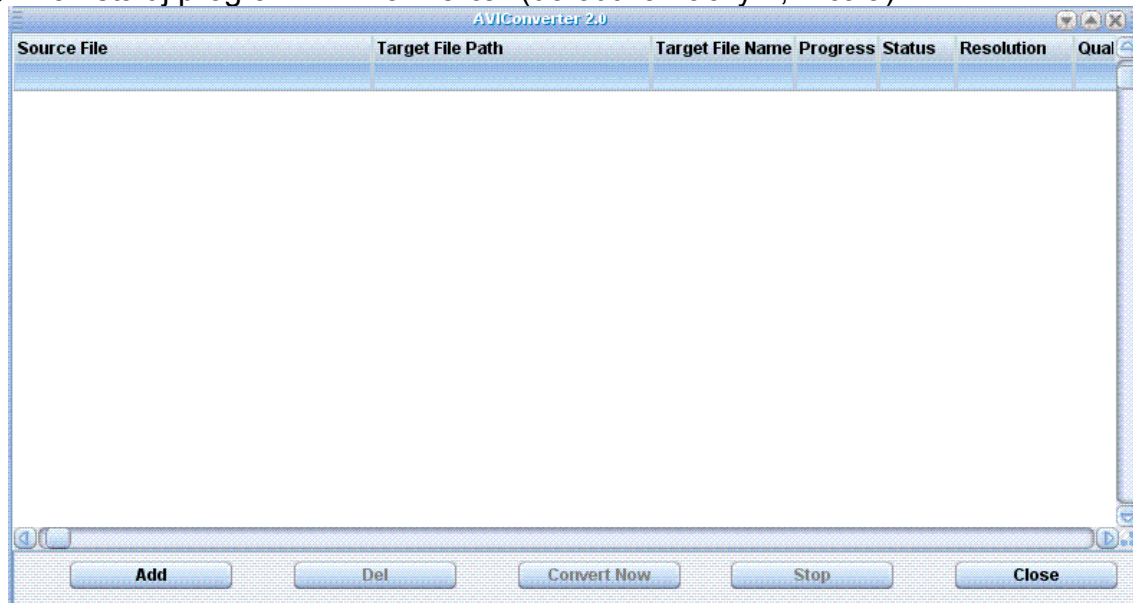 AVIConverter 2.0
Source File Target File Path Target File Name Progress Status Resolution Qual
Add Del Convert Now Stop Close